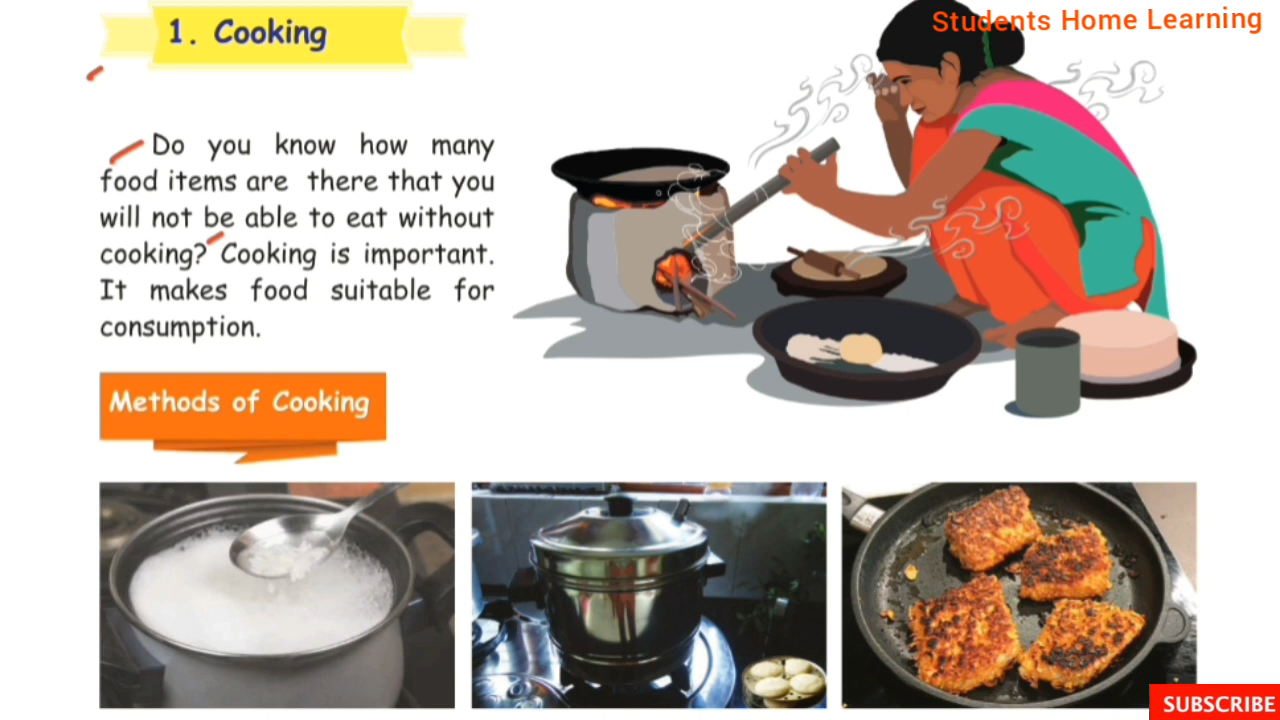 Students Home Learning
1. Cooking
Do you know how many
food items are there that you
will not be able to eat without
cooking? Cooking is important.
It makes food suitable for
consumption.
Methods of Cooking
SUBSCRIBE